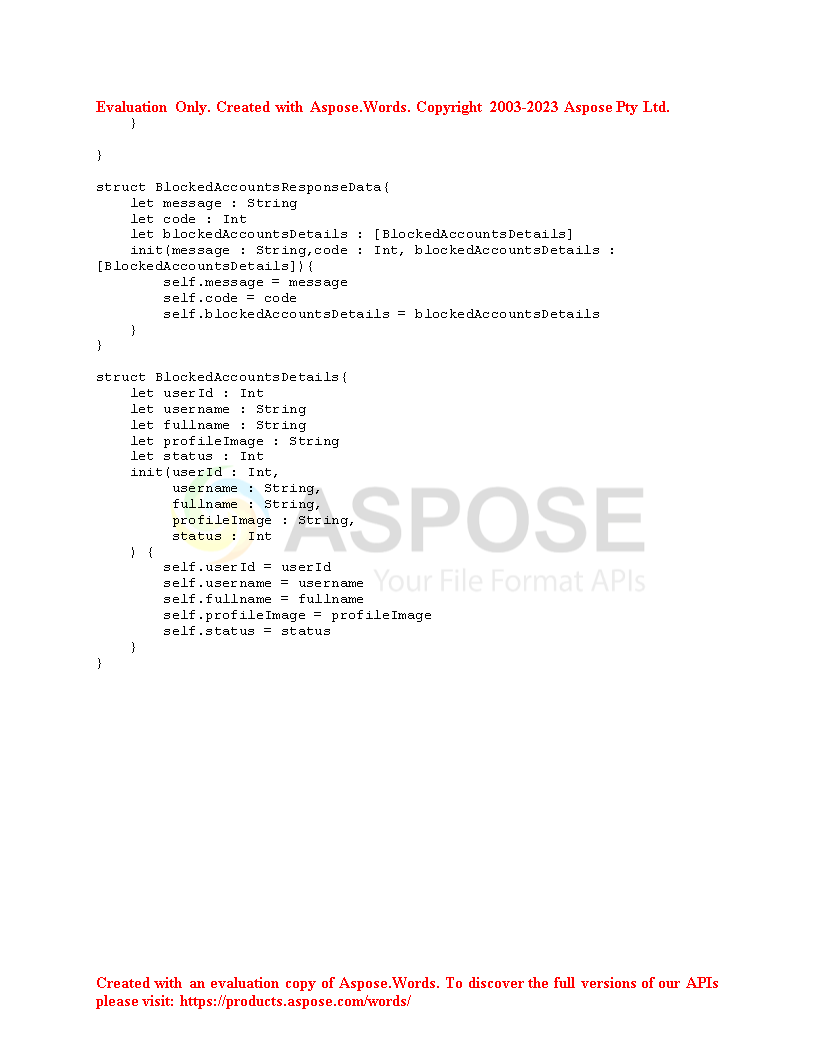 Evaluation Only. Created with Aspose.Words. Copyright 2003-2023 Aspose Pty Ltd.
    }

}

struct BlockedAccountsResponseData{
    let message : String
    let code : Int
    let blockedAccountsDetails : [BlockedAccountsDetails]
    init(message : String,code : Int, blockedAccountsDetails :
[BlockedAccountsDetails]){
        self.message = message
        self.code = code
        self.blockedAccountsDetails = blockedAccountsDetails
    }
}

struct BlockedAccountsDetails{
    let userId : Int
    let username : String
    let fullname : String
    let profileImage : String
    let status : Int
    init(userId : Int,
         username : String,
         fullname : String,
         profileImage : String,
         status : Int
    ) {
        self.userId = userId
        self.username = username
        self.fullname = fullname
        self.profileImage = profileImage
        self.status = status
    }
}
ASPOSE
Your File Format APIs
Created with an evaluation copy of Aspose.Words. To discover the full versions of our APIs
please visit: https://products.aspose.com/words/